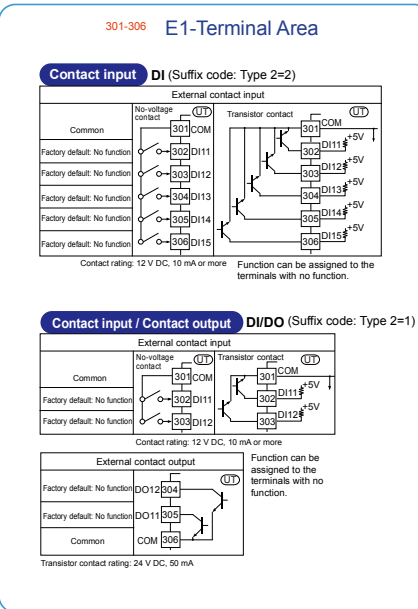 301-306 E1-Terminal Area
Contact input DI (Suffix code: Type 2=2)
External contact input
No-voltage
contact
UT
Common
301 COM
Factory default: No function
302 DI11
Factory default: No function
303 DI12
Factory default: No function
304 DI13
Factory default: No function
305 DI14
Factory default: No function
306 DI15
Transistor contact
UT
COM
301
+5V
DI11
302
+5V
DI12
303
+5V
DI13
304
+5V
DI14
305
+5V
DI15
306
Contact rating: 12 V DC, 10 mA or more
Function can be assigned to the
terminals with no function.
Contact input / Contact output DI/DO (Suffix code: Type 2=1)
External contact input
No-voltage
contact
UT
Common
301 COM
Factory default: No function
302 DI11
Factory default: No function
303 DI12
Transistor contact
UT
COM
301
+5V
DI11
302
+5V
DI12
303
Contact rating: 12 V DC, 10 mA or more
External contact output
UT
Factory default: No function
DO12 304
Factory default: No function
DO11 305
Common
COM 306
Function can be
assigned to the
terminals with no
function.
Transistor contact rating: 24 V DC, 50 mA